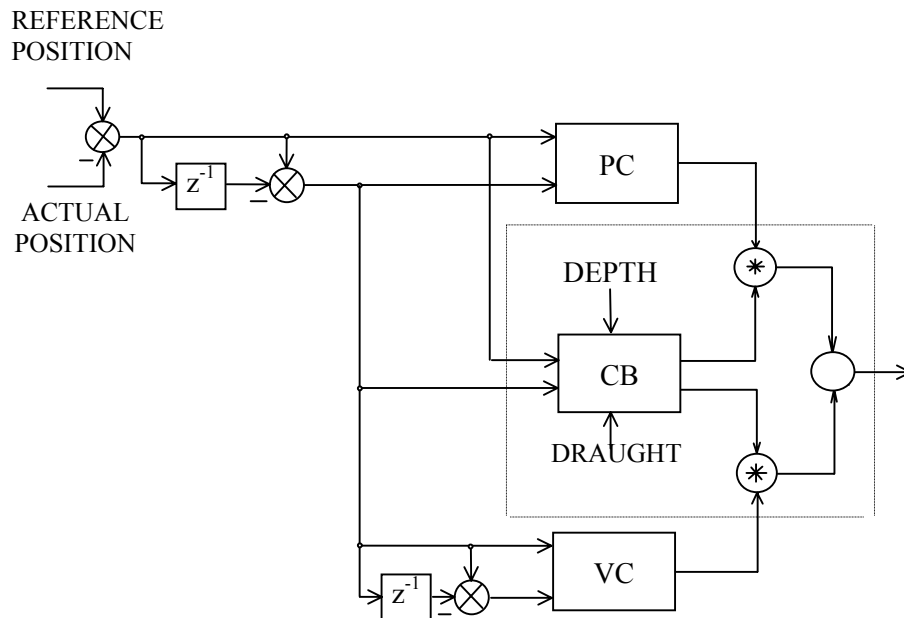 REFERENCE
POSITION
PC
z⁻¹
ACTUAL
POSITION
DEPTH
CB
DRAUGHT
VC
z⁻¹